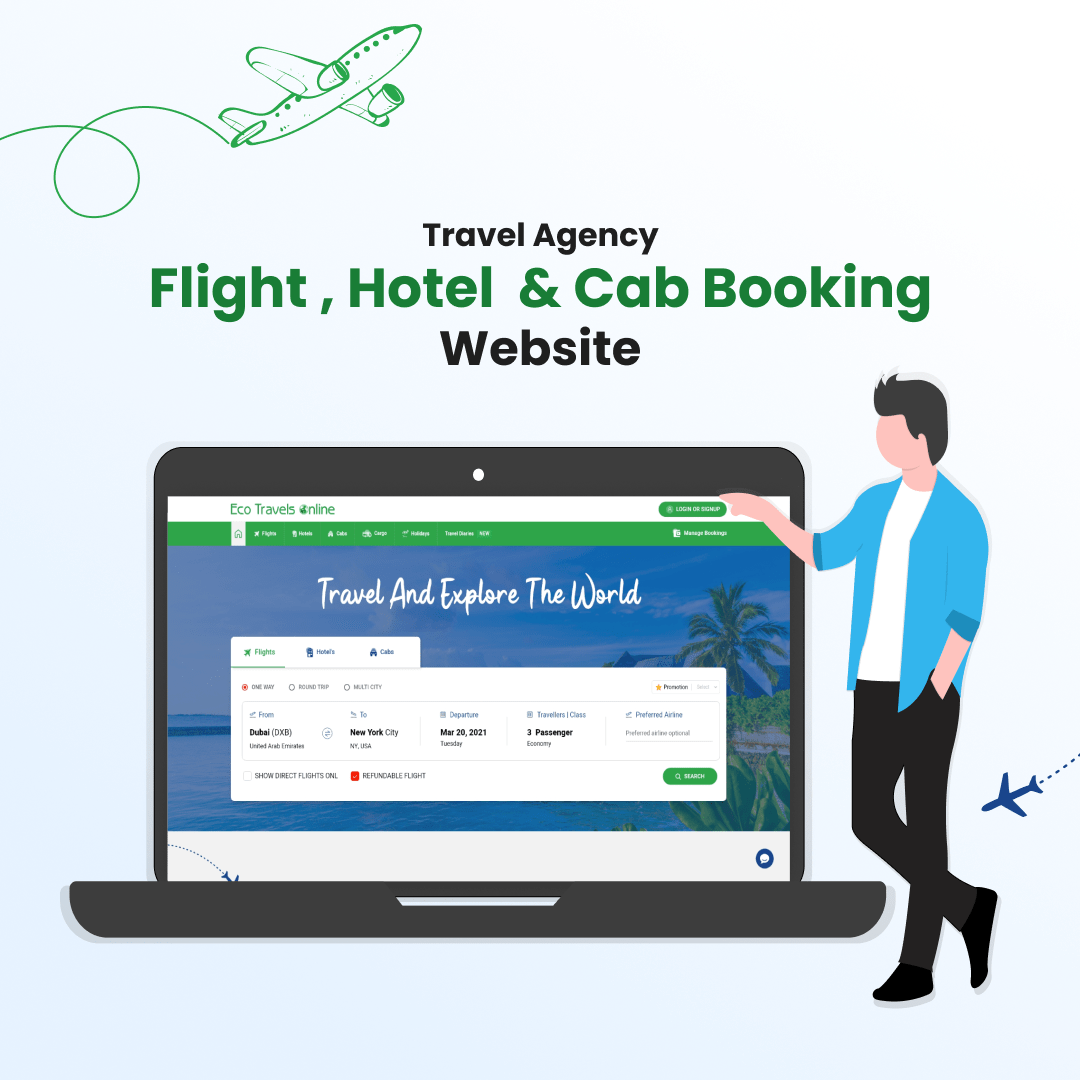 Travel Agency
Flight , Hotel & Cab Booking
Website
Eco Travels Online
LOGIN OR SIGNUP
Flights Hotels Cabs Cargo Holidays Travel Diaries NEW Manage Bookings
Travel And Explore The World
Flights Hotel's Cabs
ONE WAY ROUND TRIP MULTI CITY Promotion Select
From To Departure Travellers | Class Preferred Airline
Dubai (DXB) New York City Mar 20, 2021 3 Passenger Preferred airline optional
United Arab Emirates NY, USA Tuesday Economy
SHOW DIRECT FLIGHTS ONL REFUNDABLE FLIGHT SEARCH